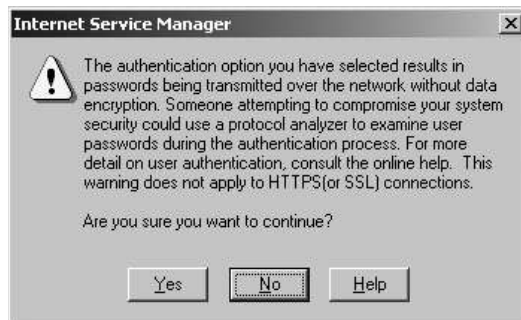 Internet Service Manager
The authentication option you have selected results in
passwords being transmitted over the network without data
encryption. Someone attempting to compromise your system
security could use a protocol analyzer to examine user
passwords during the authentication process. For more
detail on user authentication, consult the online help. This
warning does not apply to HTTPS(or SSL) connections.
Are you sure you want to continue?
Yes No Help